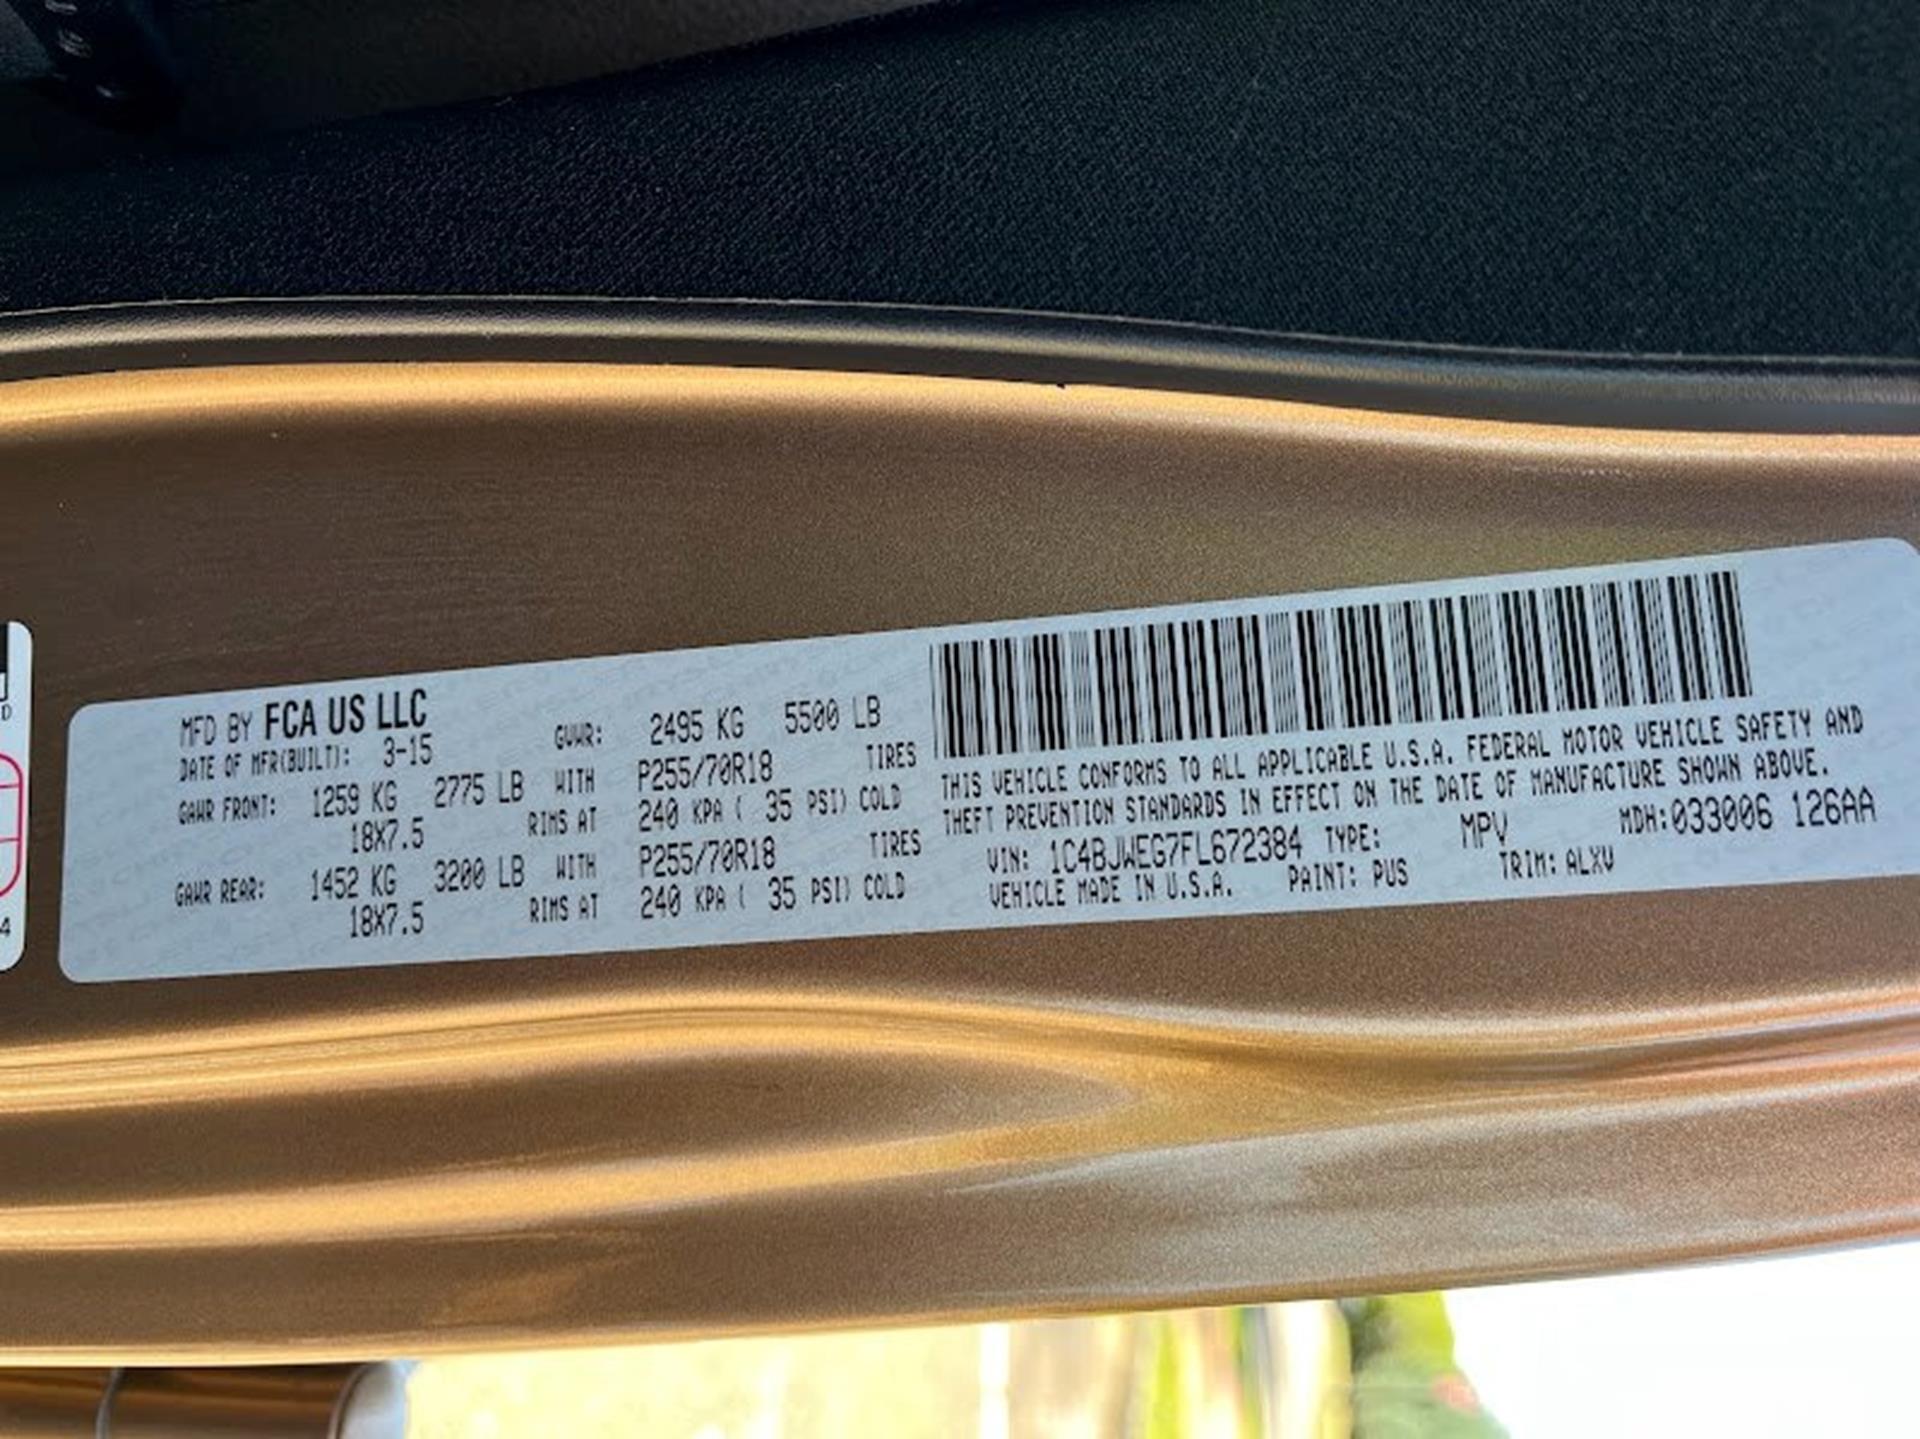 MFD BY FCA US LLC
DATE OF MFR(BUILT): 3-15 GVWR: 2495 KG 5500 LB
GAWR FRONT: 1259 KG 2775 LB WITH P255/70R18 TIRES
18X7.5 RIMS AT 240 KPA ( 35 PSI) COLD
GAWR REAR: 1452 KG 3200 LB WITH P255/70R18 TIRES
18X7.5 RIMS AT 240 KPA ( 35 PSI) COLD
THIS VEHICLE CONFORMS TO ALL APPLICABLE U.S.A. FEDERAL MOTOR VEHICLE SAFETY AND
THEFT PREVENTION STANDARDS IN EFFECT ON THE DATE OF MANUFACTURE SHOWN ABOVE.
VIN: 1C4BJWEG7FL672384 TYPE: MPV MDH:033006 126AA
VEHICLE MADE IN U.S.A. PAINT: PUS TRIM: ALXV
D
4